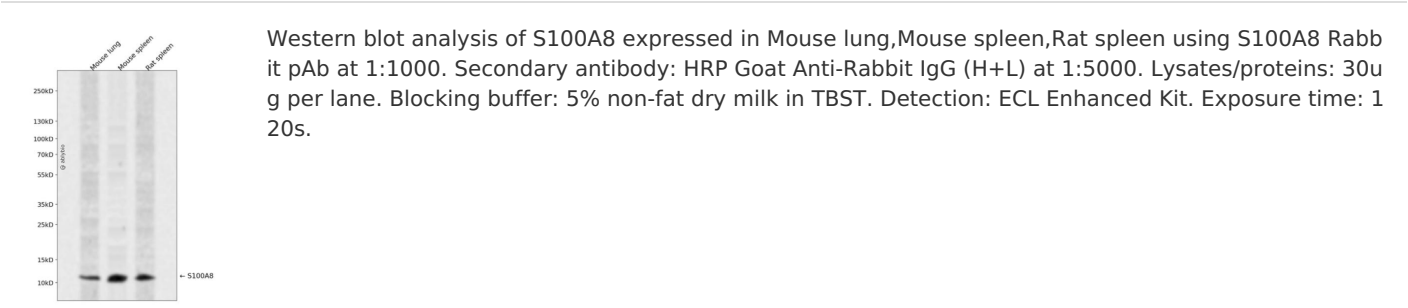 Mouse lung
Mouse spleen
Rat spleen
Western blot analysis of S100A8 expressed in Mouse lung,Mouse spleen,Rat spleen using S100A8 Rabb
it pAb at 1:1000. Secondary antibody: HRP Goat Anti-Rabbit IgG (H+L) at 1:5000. Lysates/proteins: 30u
g per lane. Blocking buffer: 5% non-fat dry milk in TBST. Detection: ECL Enhanced Kit. Exposure time: 1
20s.
250kD
130kD
100kD
70kD
55kD
35kD
25kD
15kD
10kD
@ abybio
← S100A8